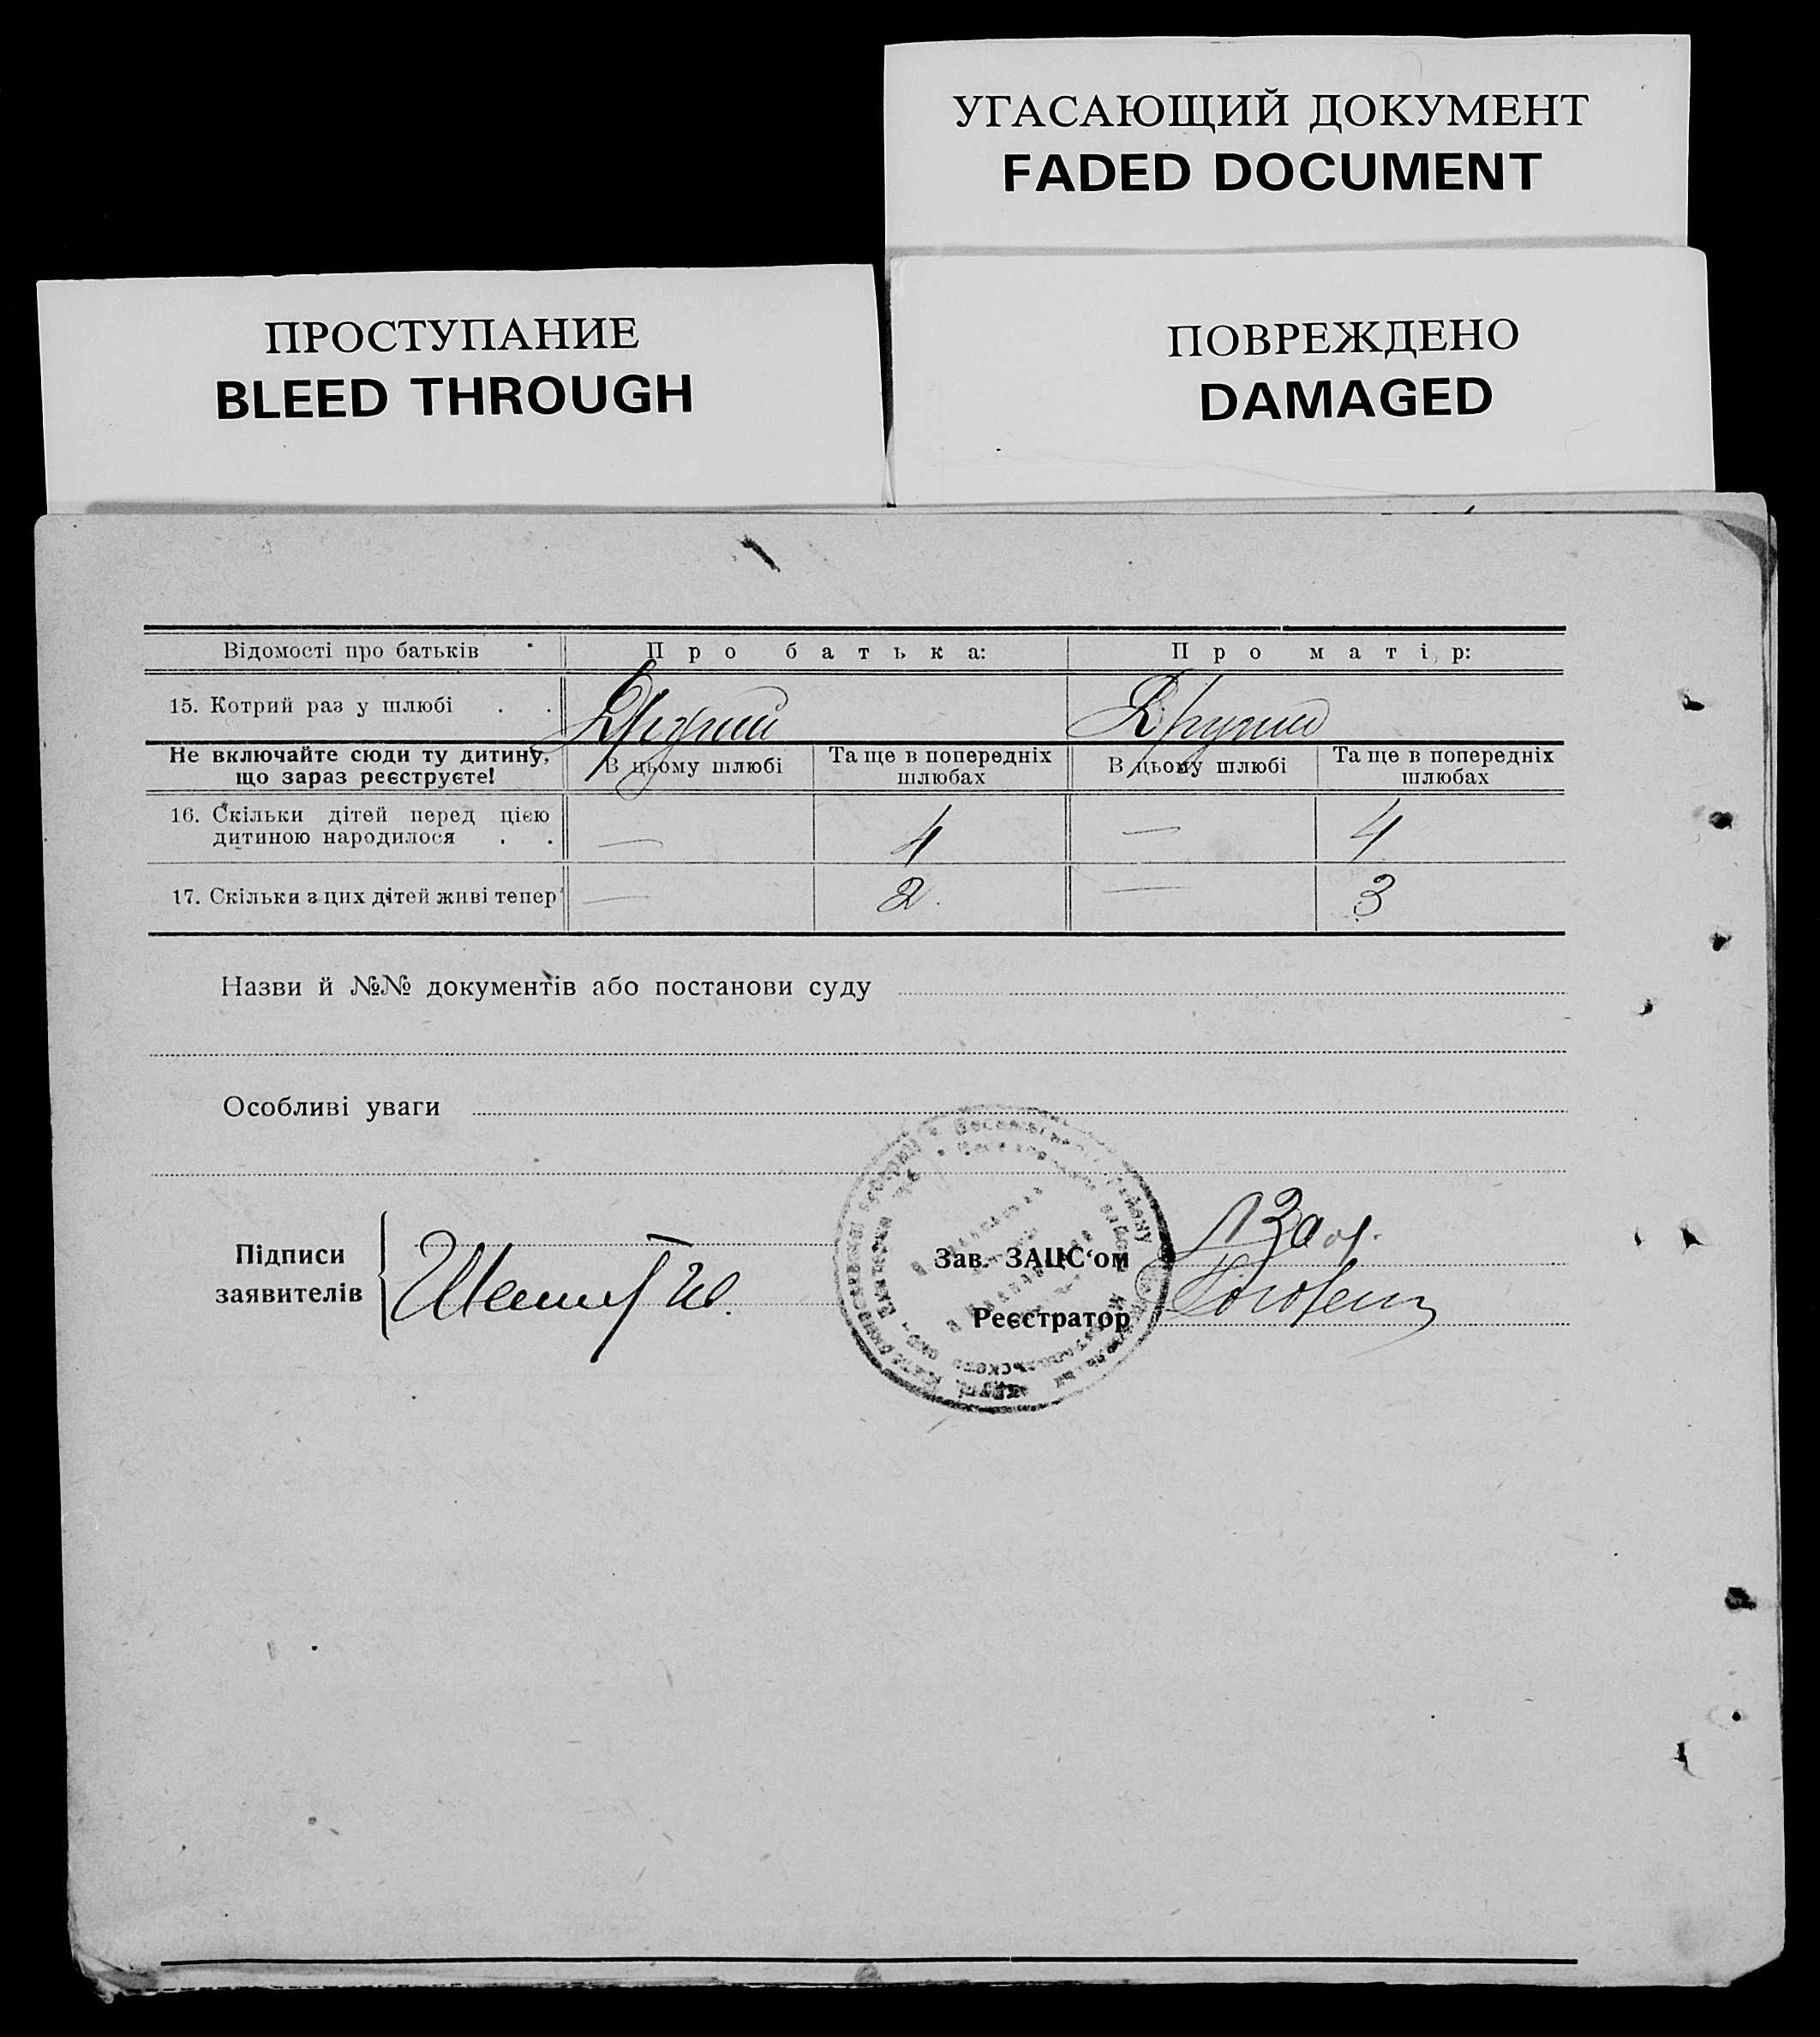 УГАСАЮЩИЙ ДОКУМЕНТ
FADED DOCUMENT
ПРОСТУПАНИЕ
BLEED THROUGH
ПОВРЕЖДЕНО
DAMAGED
Відомості про батьків Про батька: Про матір:
15. Котрий раз у шлюбі . . Другий Другий
Не включайте сюди ту дитину, що зараз реєструєте! В цьому шлюбі Та ще в попередніх шлюбах В цьому шлюбі Та ще в попередніх шлюбах
16. Скільки дітей перед цією
дитиною народилося . . — 4 — 4
17. Скільки з цих дітей живі тепер — 2. — 3
Назви й №№ документів або постанови суду
Особливі уваги
Підписи
заявителів
Зав. ЗАЦС‘ом
Реєстратор